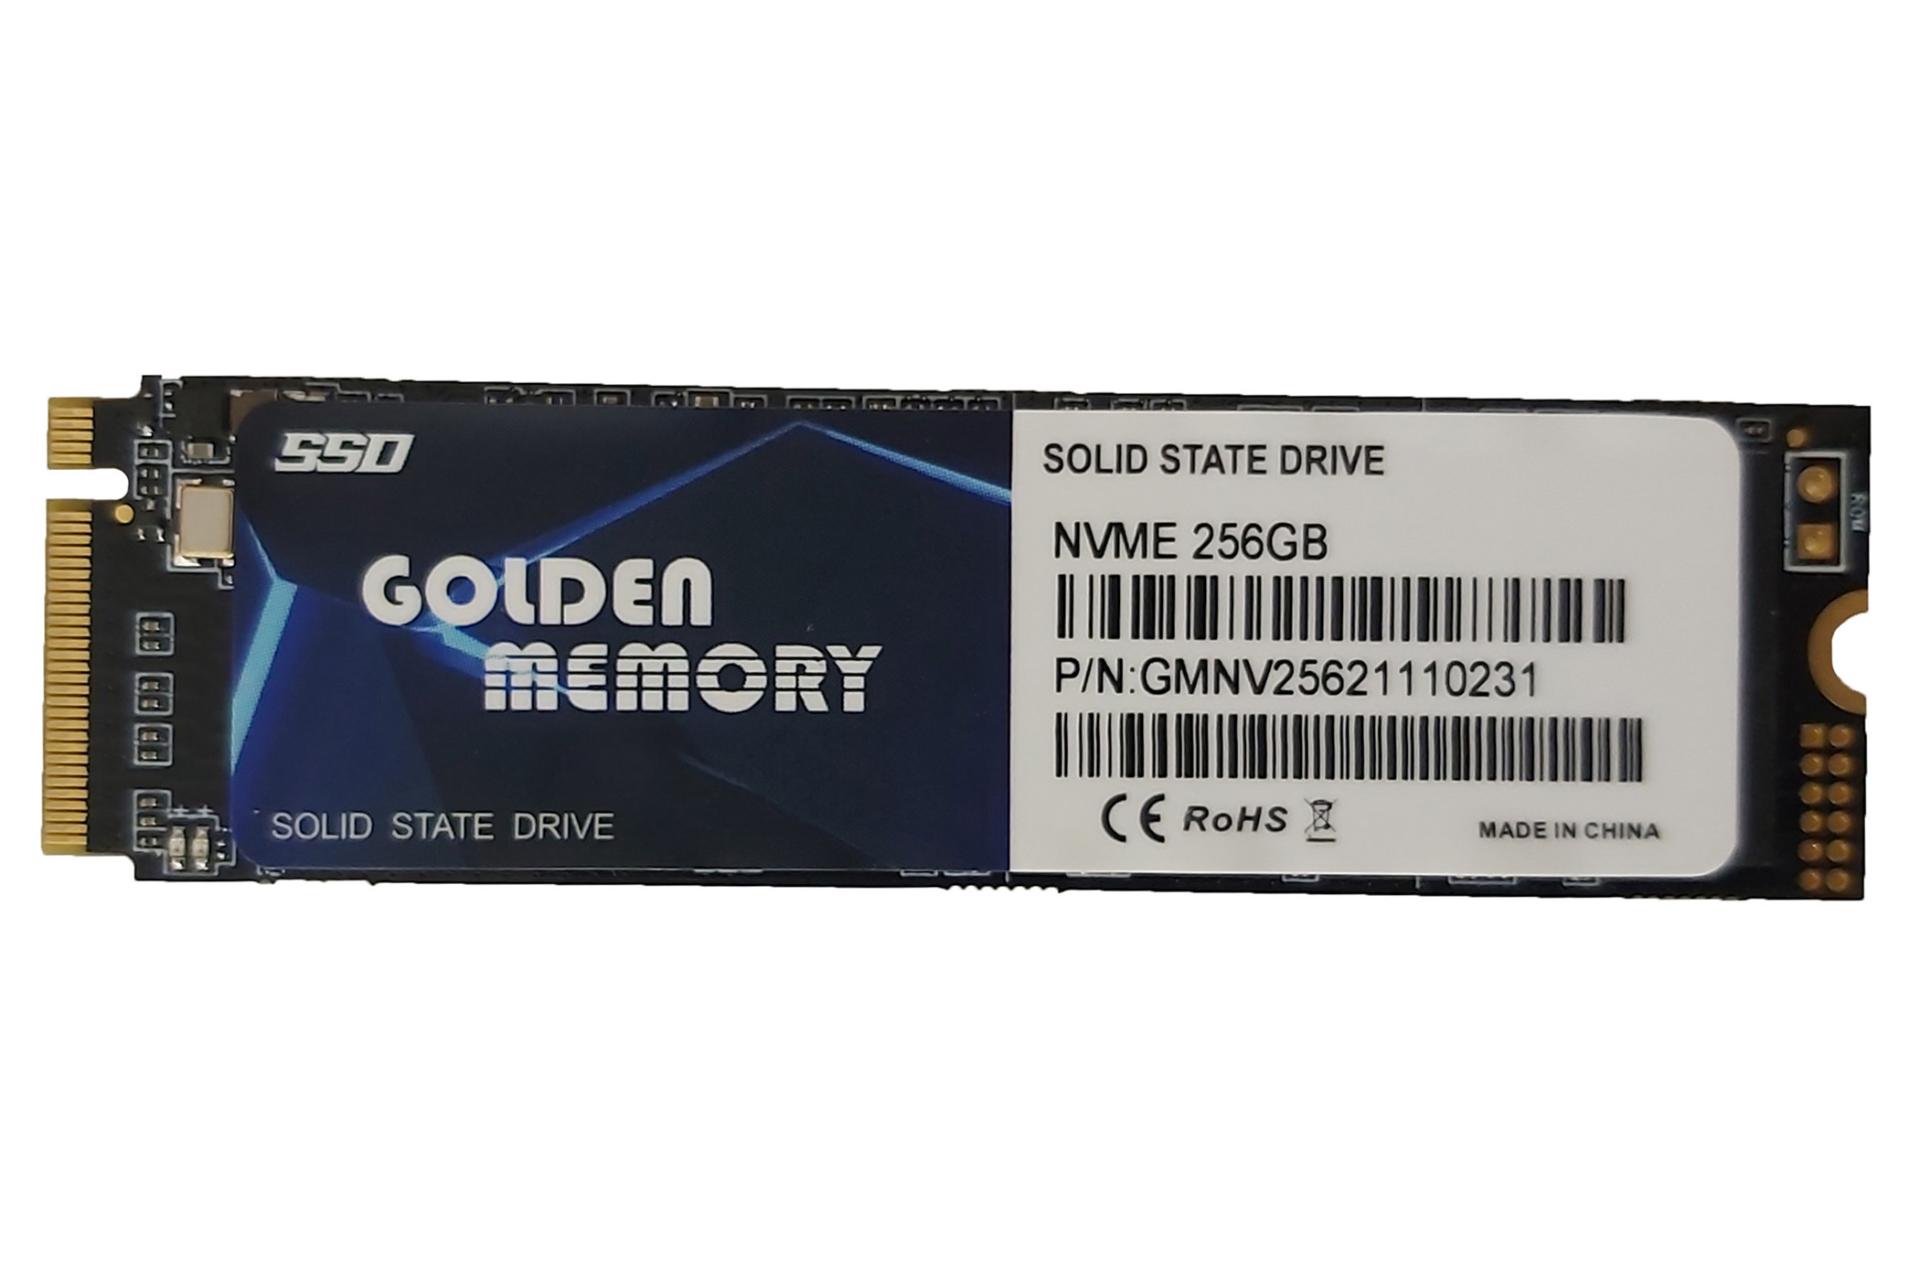 SSD
GOLDEN
MEMORY
SOLID STATE DRIVE
SOLID STATE DRIVE
NVME 256GB
P/N:GMNV25621110231
CE RoHS
MADE IN CHINA